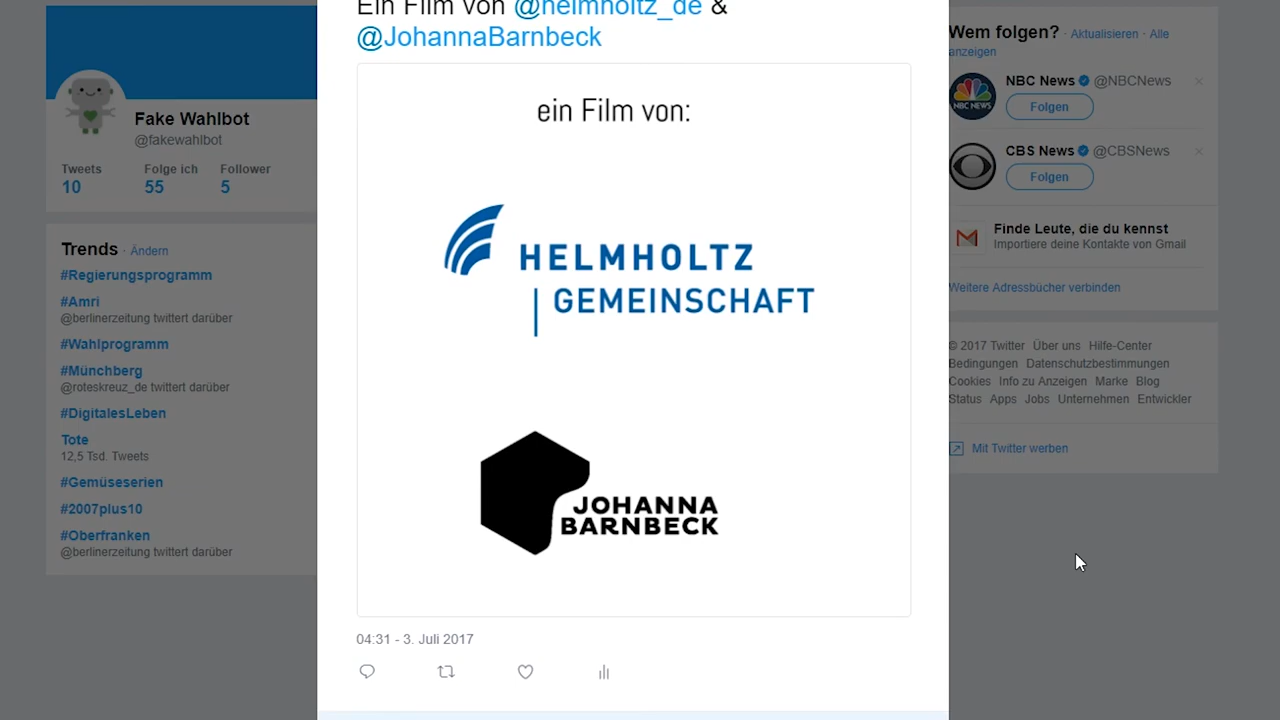 Ein Film von @helmholtz_de &
@JohannaBarnbeck
ein Film von:
HELMHOLTZ
GEMEINSCHAFT
JOHANNA
BARNBECK
04:31 - 3. Juli 2017
Fake Wahlbot
@fakewahlbot
Tweets Folge ich Follower
10 55 5
Trends · Ändern
#Regierungsprogramm
#Amri
@berlinerzeitung twittert darüber
#Wahlprogramm
#Münchberg
@roteskreuz_de twittert darüber
#DigitalesLeben
Tote
12,5 Tsd. Tweets
#Gemüseserien
#2007plus10
#Oberfranken
@berlinerzeitung twittert darüber
Wem folgen? · Aktualisieren · Alle
anzeigen
NBC NEWS
NBC News @NBCNews
Folgen
CBS News @CBSNews
Folgen
Finde Leute, die du kennst
Importiere deine Kontakte von Gmail
Weitere Adressbücher verbinden
© 2017 Twitter Über uns Hilfe-Center
Bedingungen Datenschutzbestimmungen
Cookies Info zu Anzeigen Marke Blog
Status Apps Jobs Unternehmen Entwickler
Mit Twitter werben